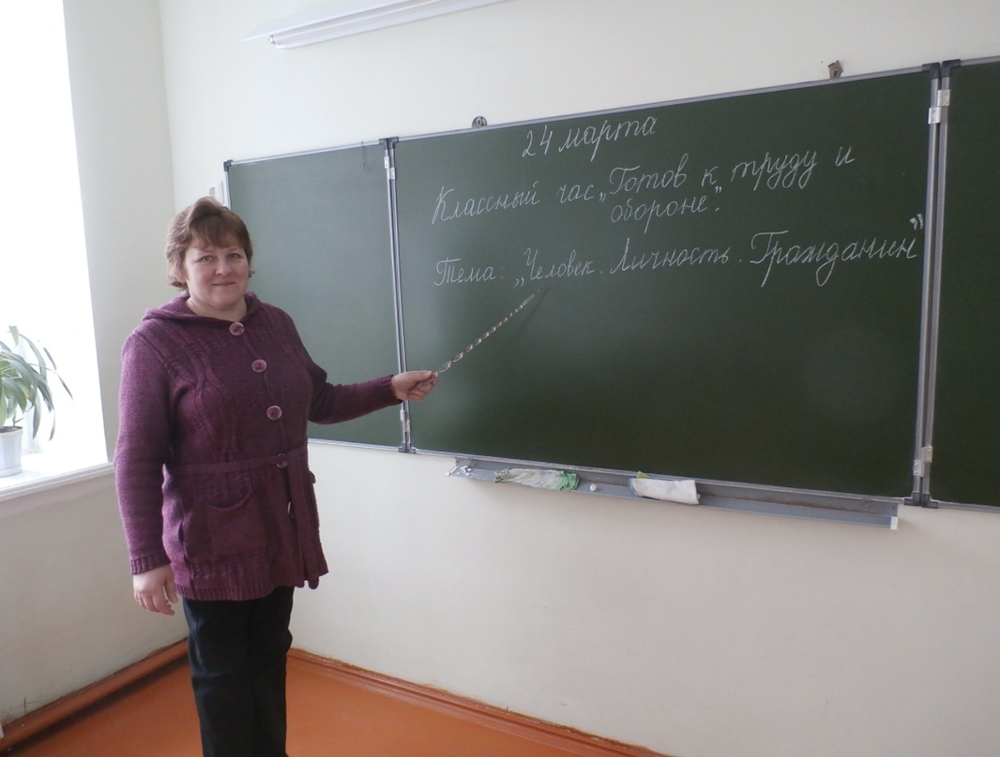 24 марта
Классный час „Готов к труду и
обороне".
Тема: „Человек. Личность. Гражданин"